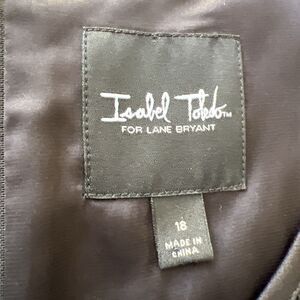 Isabel Toledo™
FOR LANE BRYANT
18
MADE IN
CHINA